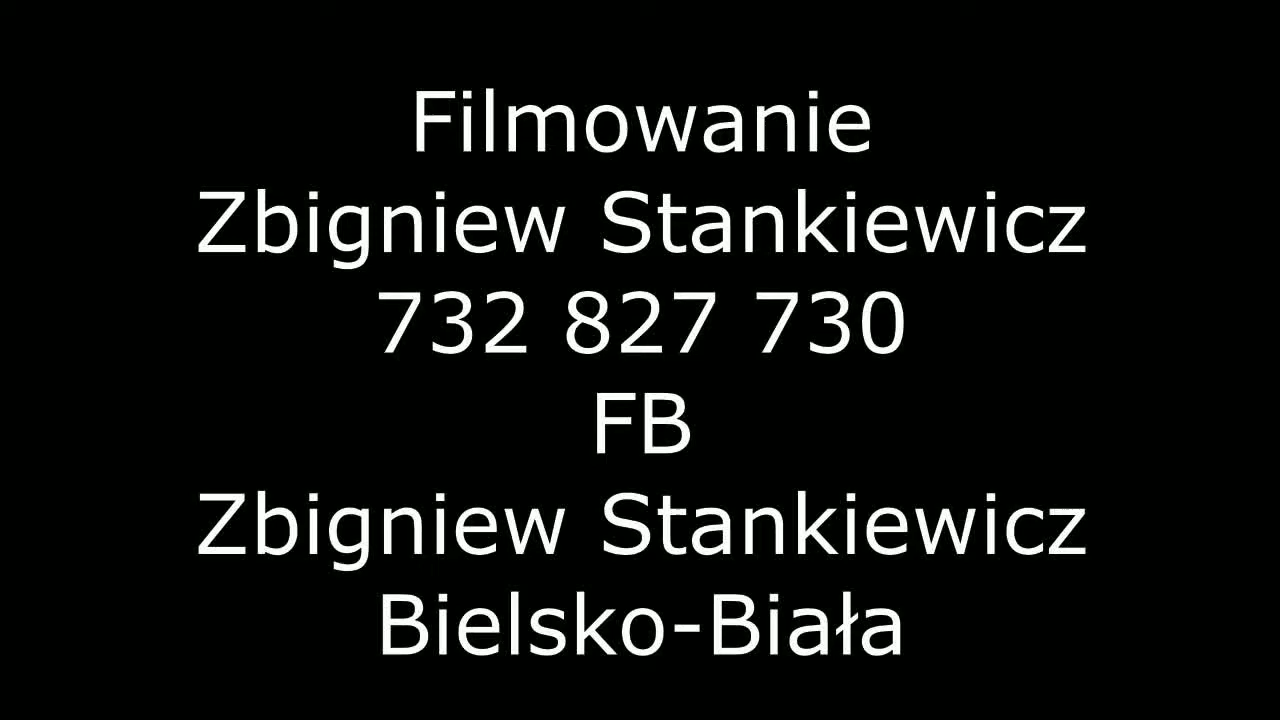 Filmowanie
Zbigniew Stankiewicz
732 827 730
FB
Zbigniew Stankiewicz
Bielsko-Biała